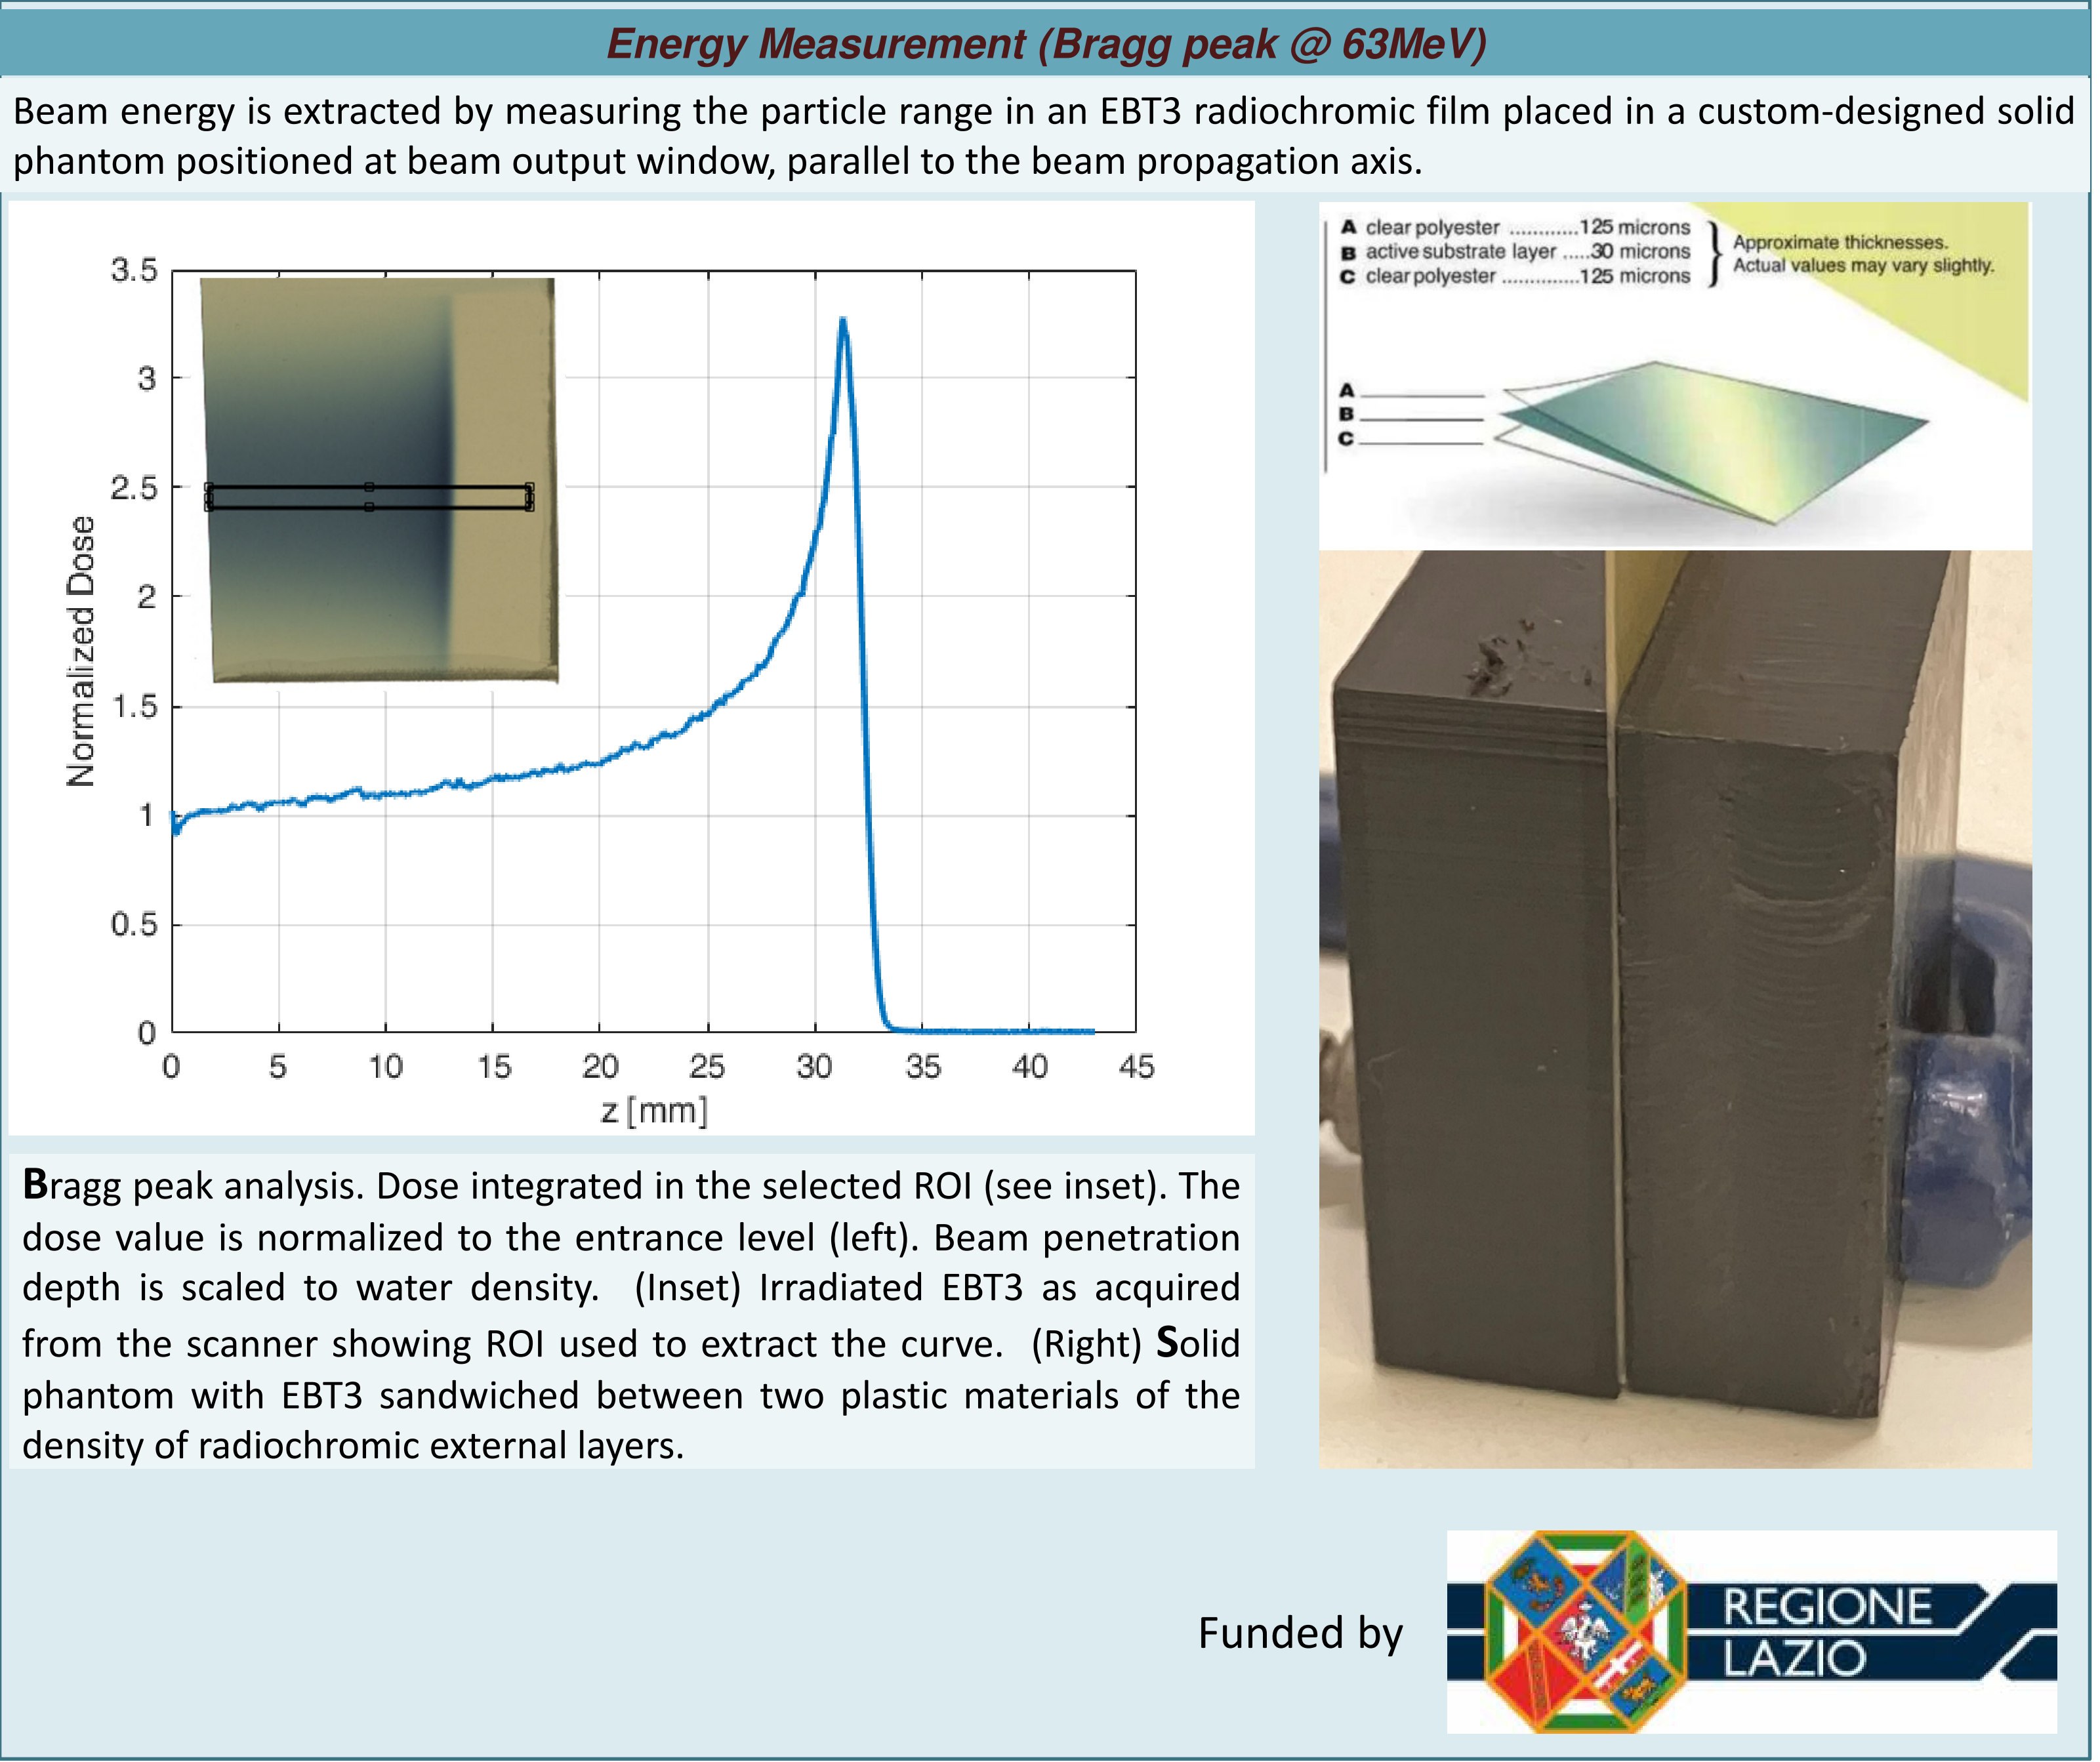 Energy Measurement (Bragg peak @ 63MeV)
Beam energy is extracted by measuring the particle range in an EBT3 radiochromic film placed in a custom-designed solid
phantom positioned at beam output window, parallel to the beam propagation axis.
3.5
3
2.5
2
1.5
1
0.5
0
Normalized Dose
0 5 10 15 20 25 30 35 40 45
z [mm]
A clear polyester ............125 microns
B active substrate layer .....30 microns
C clear polyester ..............125 microns
Approximate thicknesses.
Actual values may vary slightly.
A
B
C
Bragg peak analysis. Dose integrated in the selected ROI (see inset). The
dose value is normalized to the entrance level (left). Beam penetration
depth is scaled to water density. (Inset) Irradiated EBT3 as acquired
from the scanner showing ROI used to extract the curve. (Right) Solid
phantom with EBT3 sandwiched between two plastic materials of the
density of radiochromic external layers.
Funded by
REGIONE
LAZIO